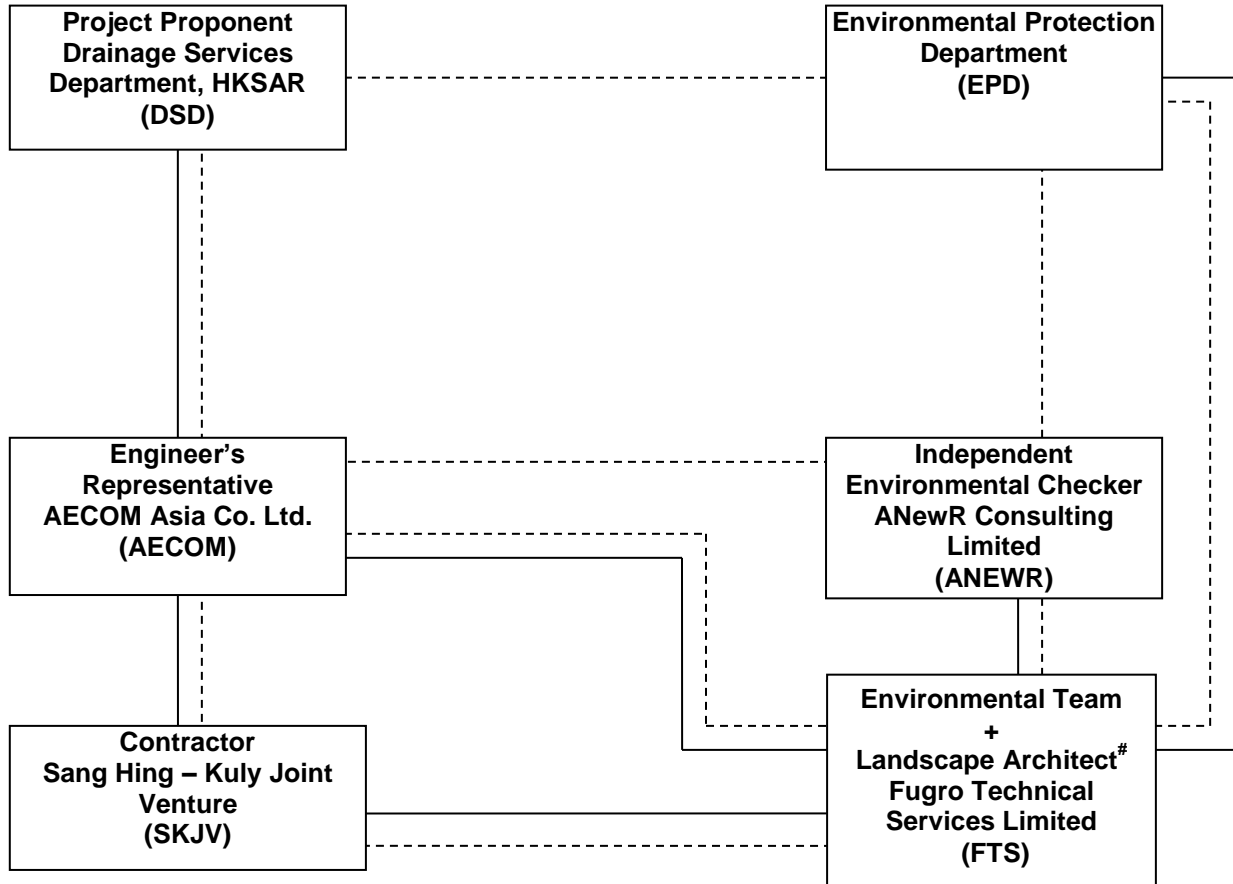 Project Proponent
Drainage Services
Department, HKSAR
(DSD)
Environmental Protection
Department
(EPD)
Engineer's
Representative
AECOM Asia Co. Ltd.
(AECOM)
Independent
Environmental Checker
ANewR Consulting
Limited
(ANEWR)
Contractor
Sang Hing – Kuly Joint
Venture
(SKJV)
Environmental Team
+
Landscape Architect#
Fugro Technical
Services Limited
(FTS)